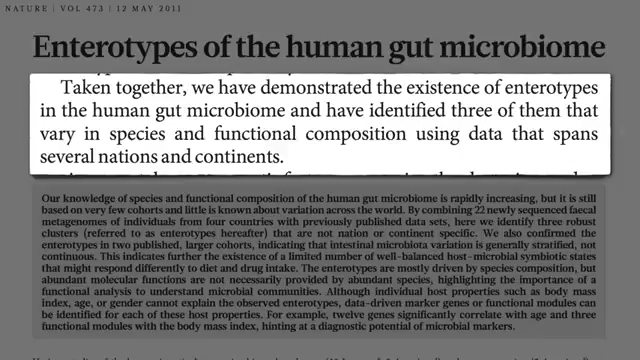 NATURE | VOL 473 | 12 MAY 2011
Enterotypes of the human gut microbiome
Taken together, we have demonstrated the existence of enterotypes
in the human gut microbiome and have identified three of them that
vary in species and functional composition using data that spans
several nations and continents.
Our knowledge of species and functional composition of the human gut microbiome is rapidly increasing, but it is still
based on very few cohorts and little is known about variation across the world. By combining 22 newly sequenced faecal
metagenomes of individuals from four countries with previously published data sets, here we identify three robust
clusters (referred to as enterotypes hereafter) that are not nation or continent specific. We also confirmed the
enterotypes in two published, larger cohorts, indicating that intestinal microbiota variation is generally stratified, not
continuous. This indicates further the existence of a limited number of well-balanced host-microbial symbiotic states
that might respond differently to diet and drug intake. The enterotypes are mostly driven by species composition, but
abundant molecular functions are not necessarily provided by abundant species, highlighting the importance of a
functional analysis to understand microbial communities. Although individual host properties such as body mass
index, age, or gender cannot explain the observed enterotypes, data-driven marker genes or functional modules can
be identified for each of these host properties. For example, twelve genes significantly correlate with age and three
functional modules with the body mass index, hinting at a diagnostic potential of microbial markers.